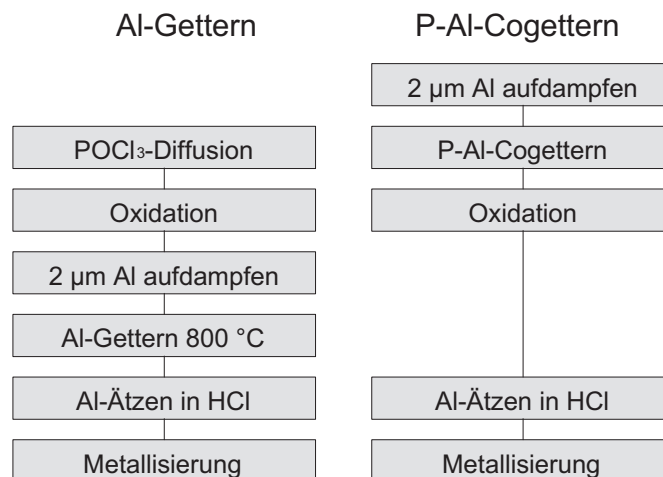 Al-Gettern
POCl₃-Diffusion
Oxidation
2 µm Al aufdampfen
Al-Gettern 800 °C
Al-Ätzen in HCl
Metallisierung
P-Al-Cogettern
2 µm Al aufdampfen
P-Al-Cogettern
Oxidation
Al-Ätzen in HCl
Metallisierung